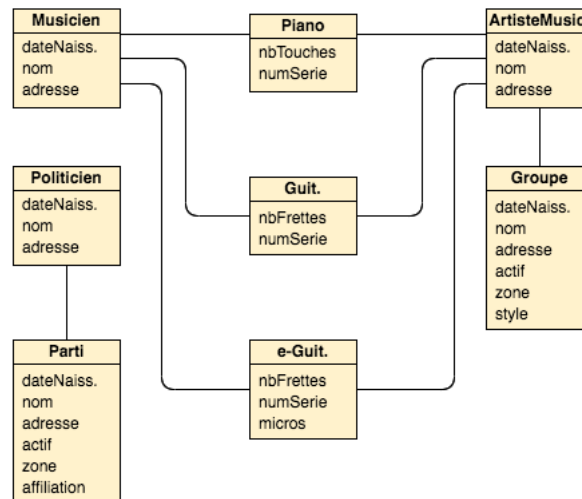 Musicien
dateNaiss.
nom
adresse
Piano
nbTouches
numSerie
ArtisteMusic
dateNaiss.
nom
adresse
Politicien
dateNaiss.
nom
adresse
Guit.
nbFrettes
numSerie
Groupe
dateNaiss.
nom
adresse
actif
zone
style
Parti
dateNaiss.
nom
adresse
actif
zone
affiliation
e-Guit.
nbFrettes
numSerie
micros